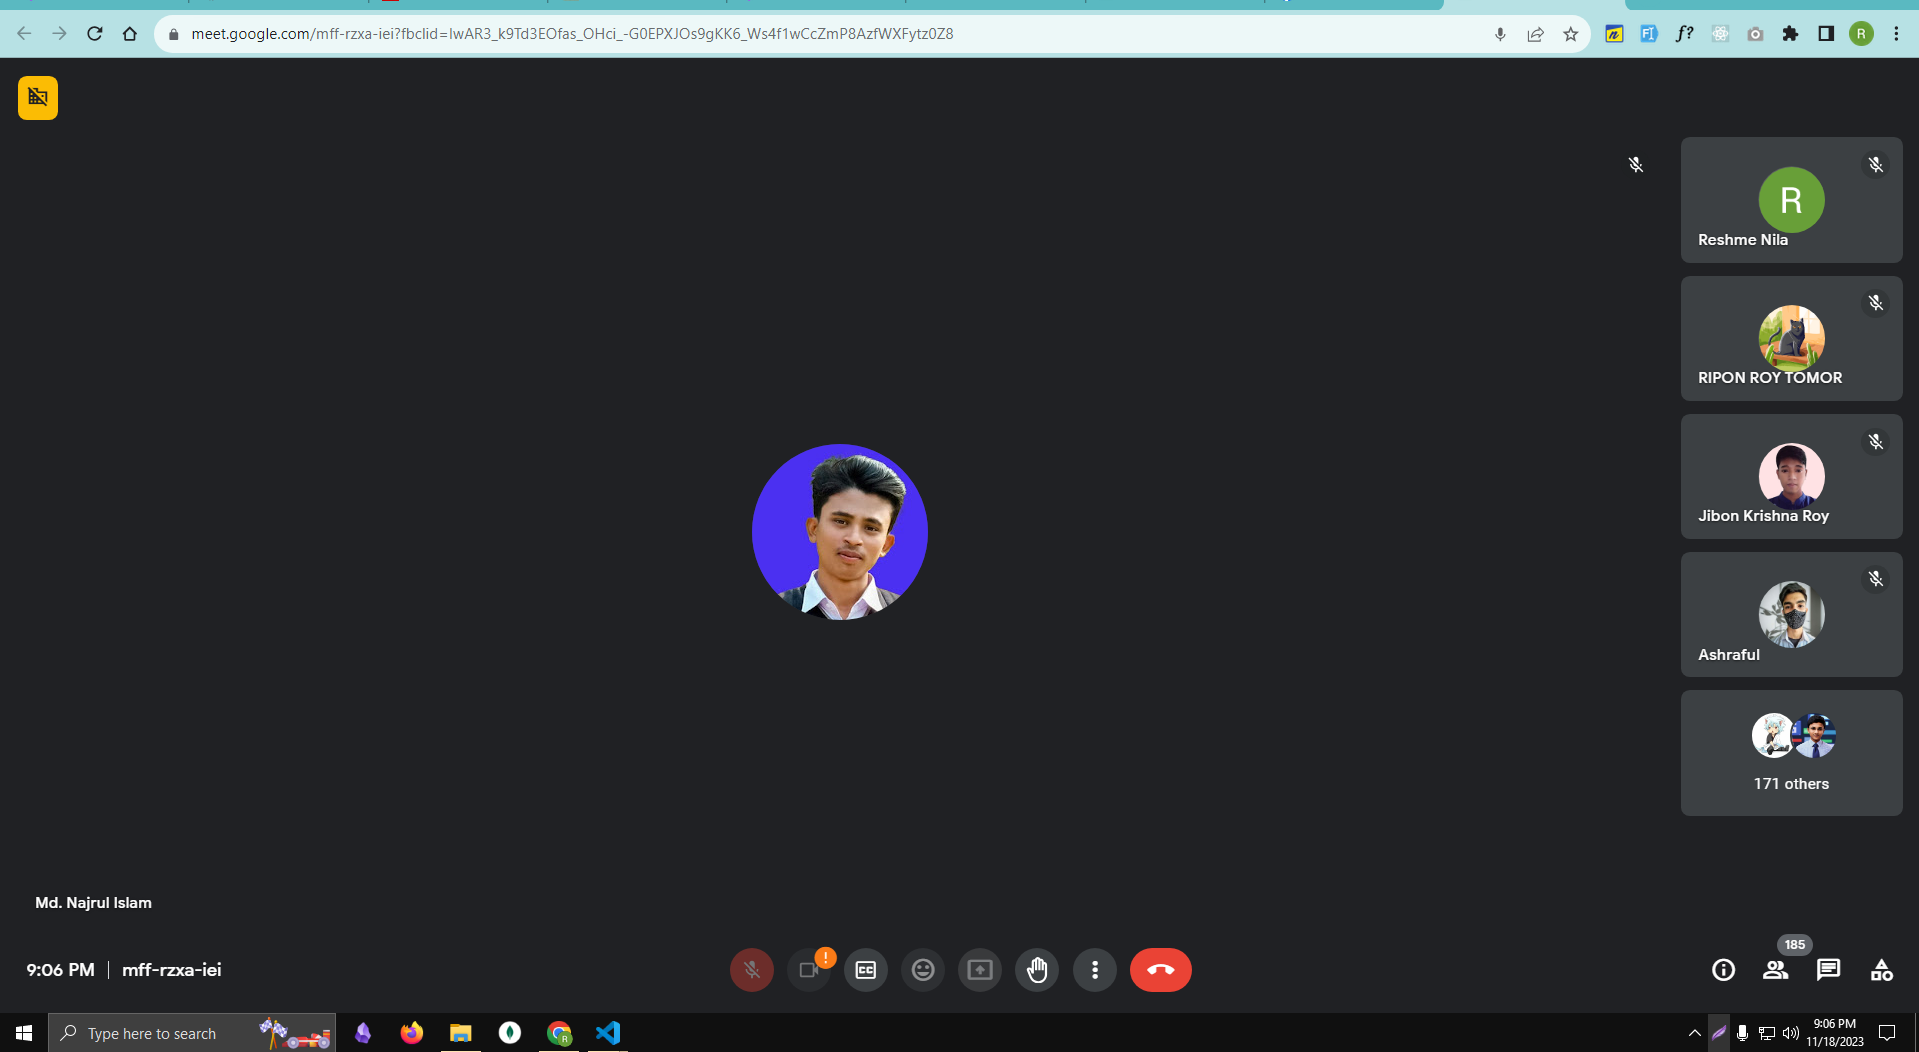 meet.google.com/mff-rzxa-iei?fbclid=IwAR3_k9Td3EOfas_OHci_-G0EPXJOs9gKK6_Ws4f1wCcZmP8AzfWXFytz0Z8
f?
R
R
Reshme Nila
RIPON ROY TOMOR
Jibon Krishna Roy
Ashraful
171 others
Md. Najrul Islam
9:06 PM | mff-rzxa-iei
CC
185
Type here to search
9:06 PM
11/18/2023